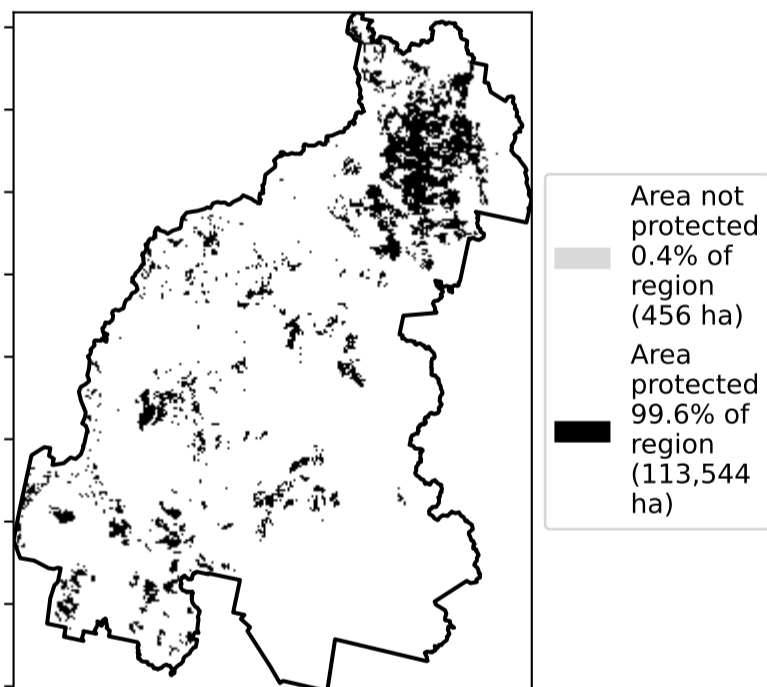 Area not
protected
0.4% of
region
(456 ha)
Area
protected
99.6% of
region
(113,544
ha)